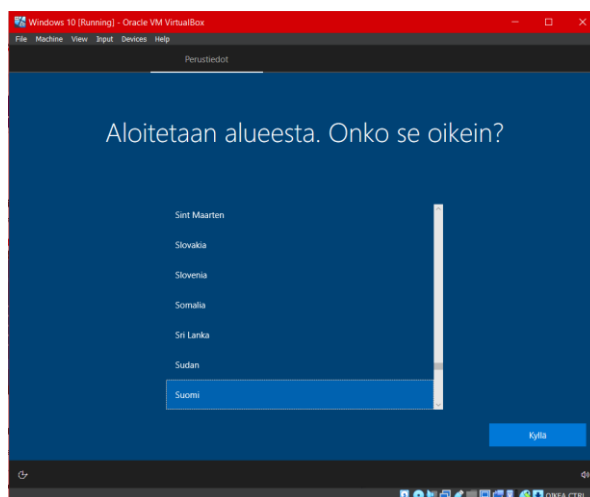 Windows 10 [Running] - Oracle VM VirtualBox
File Machine View Input Devices Help
Perustiedot
Aloitetaan alueesta. Onko se oikein?
Sint Maarten
Slovakia
Slovenia
Somalia
Sri Lanka
Sudan
Suomi
Kyllä
OIKEA CTRL